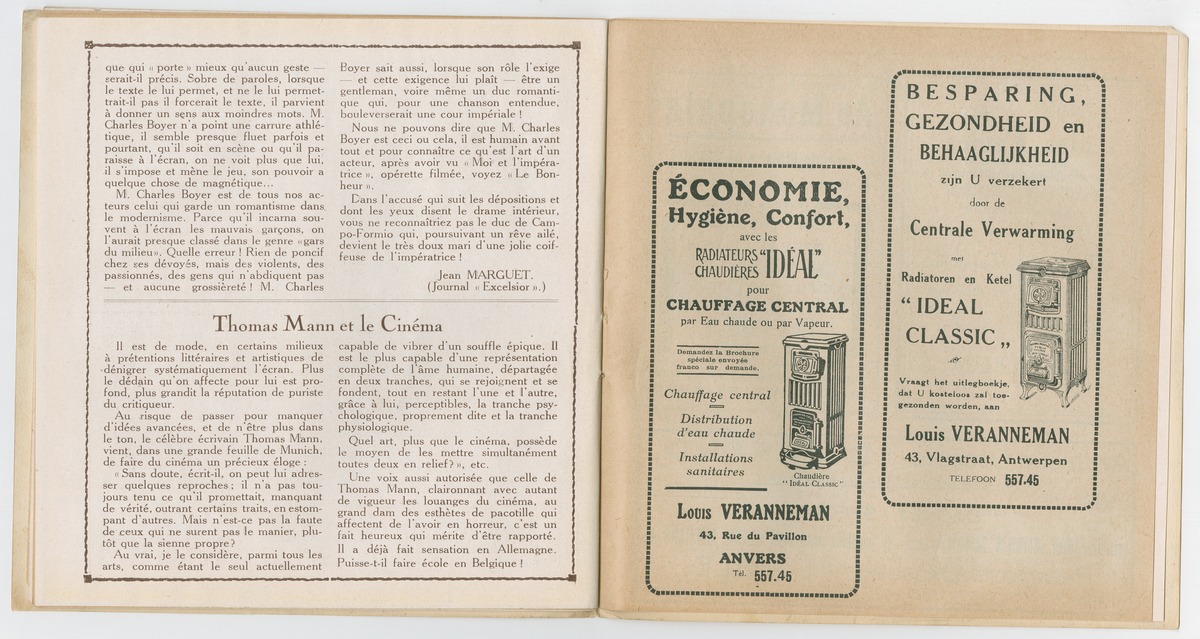 que qui « porte » mieux qu'aucun geste —
serait-il précis. Sobre de paroles, lorsque
le texte le lui permet, et ne le lui permet-
trait-il pas il forcerait le texte, il parvient
à donner un sens aux moindres mots. M.
Charles Boyer n'a point une carrure athlé-
tique, il semble presque fluet parfois et
pourtant, qu'il soit en scène ou qu'il pa-
raisse à l'écran, on ne voit plus que lui,
il s'impose et mène le jeu, son pouvoir a
quelque chose de magnétique...
M. Charles Boyer est de tous nos ac-
teurs celui qui garde un romantisme dans
le modernisme. Parce qu'il incarna sou-
vent à l'écran les mauvais garçons, on
l'aurait presque classé dans le genre «gars
du milieu». Quelle erreur ! Rien de poncif
chez ses dévoyés, mais des violents, des
passionnés, des gens qui n'abdiquent pas
— et aucune grossièreté ! M. Charles
Boyer sait aussi, lorsque son rôle l'exige
— et cette exigence lui plaît — être un
gentleman, voire même un duc romanti-
que qui, pour une chanson entendue,
bouleverserait une cour impériale !
Nous ne pouvons dire que M. Charles
Boyer est ceci ou cela, il est humain avant
tout et pour connaître ce qu'est l'art d'un
acteur, après avoir vu « Moi et l'impéra-
trice », opérette filmée, voyez « Le Bon-
heur ».
Dans l'accusé qui suit les dépositions et
dont les yeux disent le drame intérieur,
vous ne reconnaîtriez pas le duc de Cam-
po-Formio qui, poursuivant un rêve ailé,
devient le très doux mari d'une jolie coif-
feuse de l'impératrice !
Jean MARGUET.
(Journal « Excelsior ».)
Thomas Mann et le Cinéma
Il est de mode, en certains milieux
à prétentions littéraires et artistiques de
dénigrer systématiquement l'écran. Plus
le dédain qu'on affecte pour lui est pro-
fond, plus grandit la réputation de puriste
du critiqueur.
Au risque de passer pour manquer
d'idées avancées, et de n'être plus dans
le ton, le célèbre écrivain Thomas Mann,
vient, dans une grande feuille de Munich,
de faire du cinéma un précieux éloge :
« Sans doute, écrit-il, on peut lui adres-
ser quelques reproches ; il n'a pas tou-
jours tenu ce qu'il promettait, manquant
de vérité, outrant certains traits, en estom-
pant d'autres. Mais n'est-ce pas la faute
de ceux qui ne surent pas le manier, plu-
tôt que la sienne propre?
Au vrai, je le considère, parmi tous les
arts, comme étant le seul actuellement
capable de vibrer d'un souffle épique. Il
est le plus capable d'une représentation
complète de l'âme humaine, départagée
en deux tranches, qui se rejoignent et se
fondent, tout en restant l'une et l'autre,
grâce à lui, perceptibles, la tranche psy-
chologique, proprement dite et la tranche
physiologique.
Quel art, plus que le cinéma, possède
le moyen de les mettre simultanément
toutes deux en relief? », etc.
Une voix aussi autorisée que celle de
Thomas Mann, claironnant avec autant
de vigueur les louanges du cinéma, au
grand dam des esthètes de pacotille qui
affectent de l'avoir en horreur, c'est un
fait heureux qui mérite d'être rapporté.
Il a déjà fait sensation en Allemagne.
Puisse-t-il faire école en Belgique !
ÉCONOMIE,
Hygiène, Confort,
avec les
RADIATEURS
CHAUDIÈRES "IDÉAL"
pour
CHAUFFAGE CENTRAL
par Eau chaude ou par Vapeur.
Demandez la Brochure
spéciale envoyée
franco sur demande.
Chauffage central
Distribution
d'eau chaude
Installations
sanitaires
Chaudière
"IDÉAL CLASSIC"
Louis VERANNEMAN
43, Rue du Pavillon
ANVERS
Tél. 557.45
BESPARING,
GEZONDHEID en
BEHAAGLIJKHEID
zijn U verzekert
door de
Centrale Verwarming
met
Radiatoren en Ketel
" IDEAL
CLASSIC „
Vraagt het uitlegboekje,
dat U kosteloos zal toe-
gezonden worden, aan
Louis VERANNEMAN
43, Vlagstraat, Antwerpen
TELEFOON 557.45